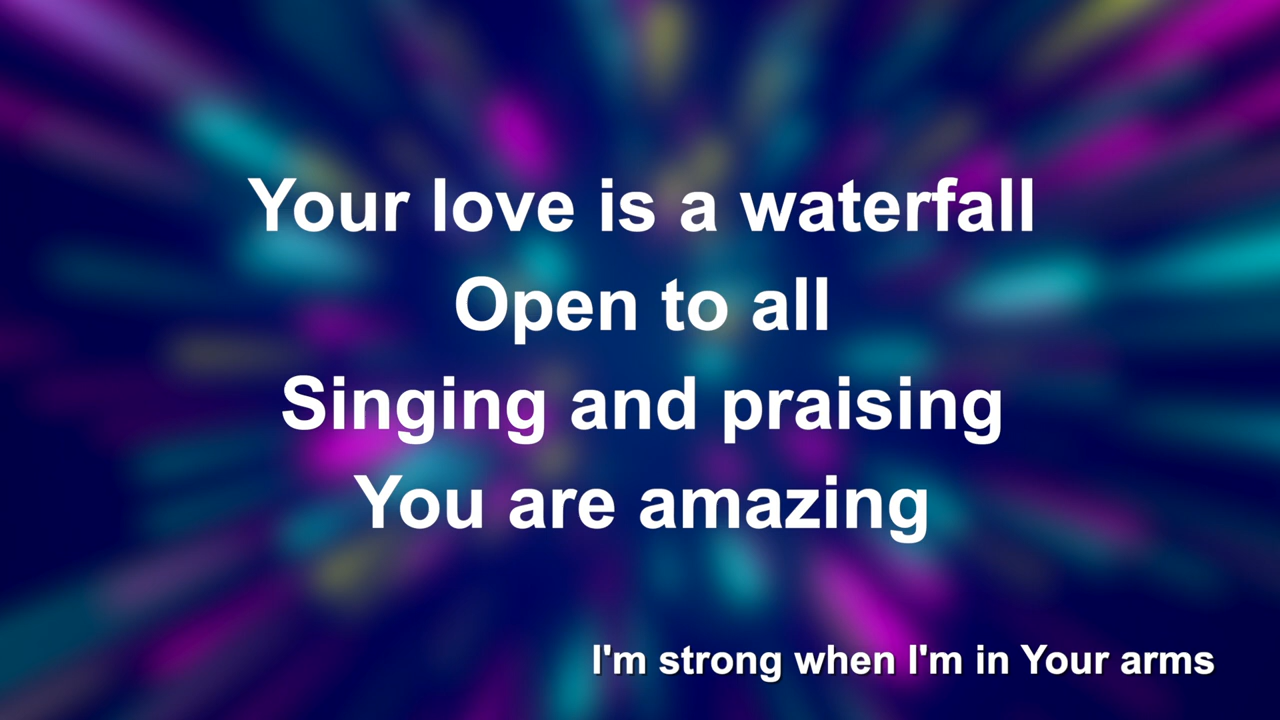 Your love is a waterfall
Open to all
Singing and praising
You are amazing
I'm strong when I'm in Your arms